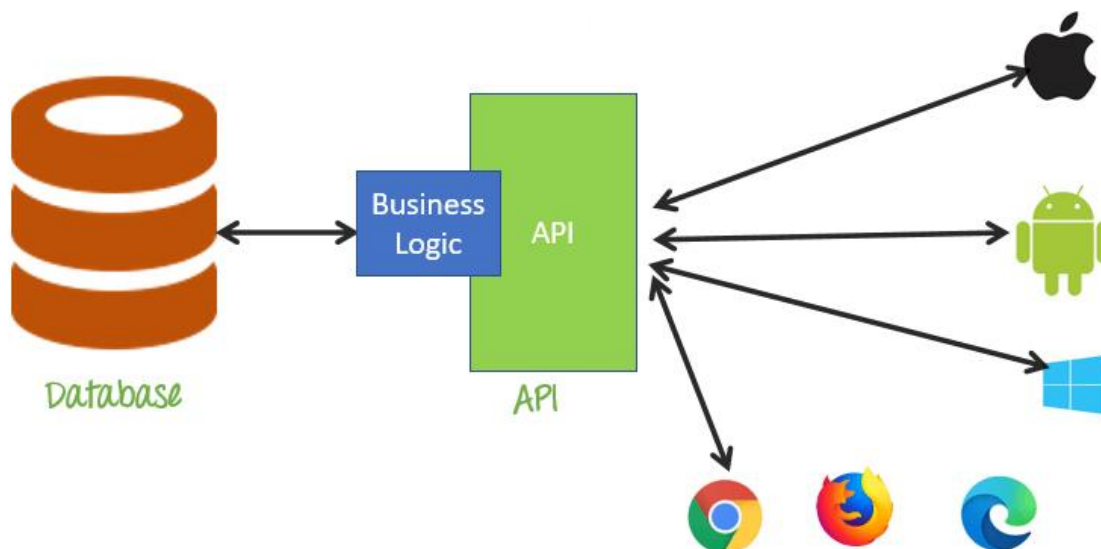 Business
Logic
API
Database
API